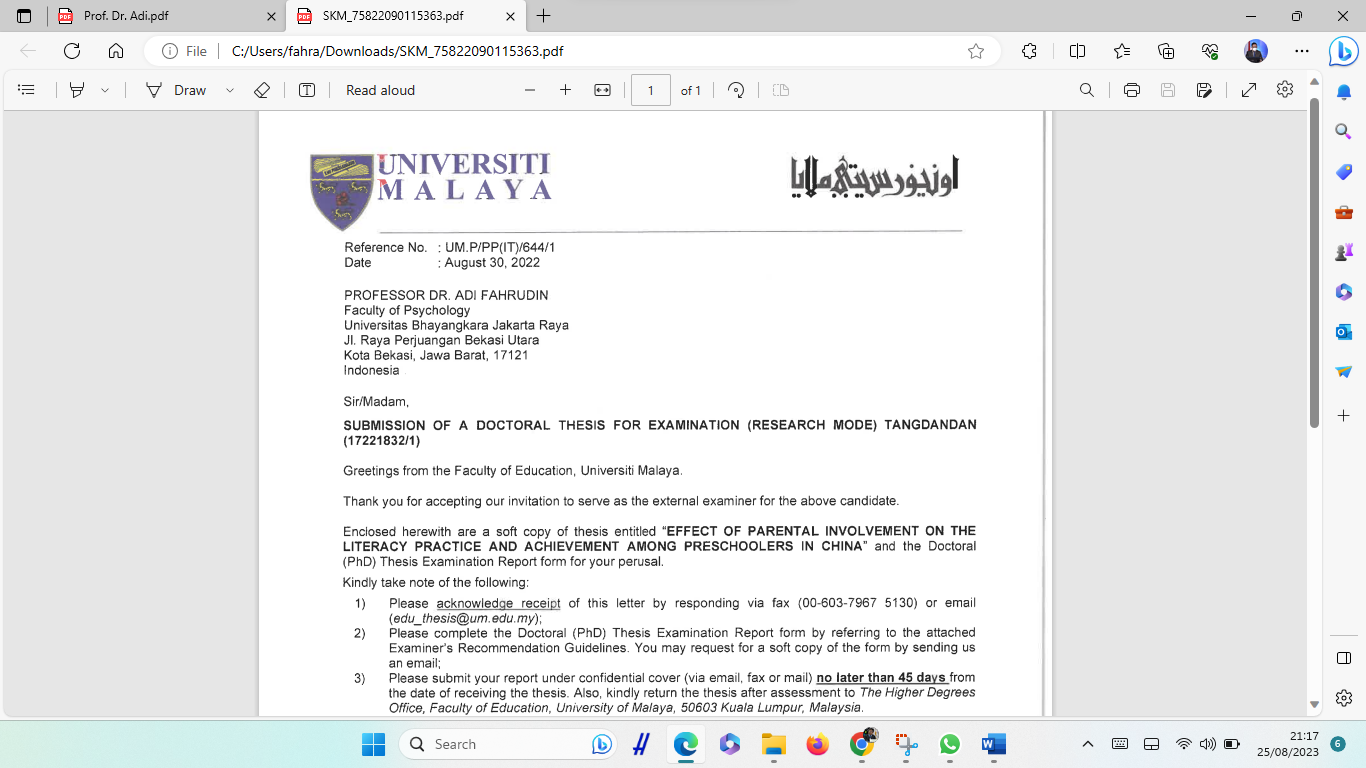 Prof. Dr. Adi.pdf
SKM_75822090115363.pdf
File
C:/Users/fahra/Downloads/SKM_75822090115363.pdf
Draw
Read aloud
1
of 1
UNIVERSITI
MALAYA
اونيۏرسيتي ملايا
Reference No. : UM.P/PP(IT)/644/1
Date : August 30, 2022
PROFESSOR DR. ADI FAHRUDIN
Faculty of Psychology
Universitas Bhayangkara Jakarta Raya
Jl. Raya Perjuangan Bekasi Utara
Kota Bekasi, Jawa Barat, 17121
Indonesia
Sir/Madam,
SUBMISSION OF A DOCTORAL THESIS FOR EXAMINATION (RESEARCH MODE) TANGDANDAN
(17221832/1)
Greetings from the Faculty of Education, Universiti Malaya.
Thank you for accepting our invitation to serve as the external examiner for the above candidate.
Enclosed herewith are a soft copy of thesis entitled “EFFECT OF PARENTAL INVOLVEMENT ON THE
LITERACY PRACTICE AND ACHIEVEMENT AMONG PRESCHOOLERS IN CHINA” and the Doctoral
(PhD) Thesis Examination Report form for your perusal.
Kindly take note of the following:
1) Please acknowledge receipt of this letter by responding via fax (00-603-7967 5130) or email
(edu_thesis@um.edu.my);
2) Please complete the Doctoral (PhD) Thesis Examination Report form by referring to the attached
Examiner's Recommendation Guidelines. You may request for a soft copy of the form by sending us
an email;
3) Please submit your report under confidential cover (via email, fax or mail) no later than 45 days from
the date of receiving the thesis. Also, kindly return the thesis after assessment to The Higher Degrees
Office, Faculty of Education, University of Malaya, 50603 Kuala Lumpur, Malaysia.
Search
21:17
25/08/2023
6